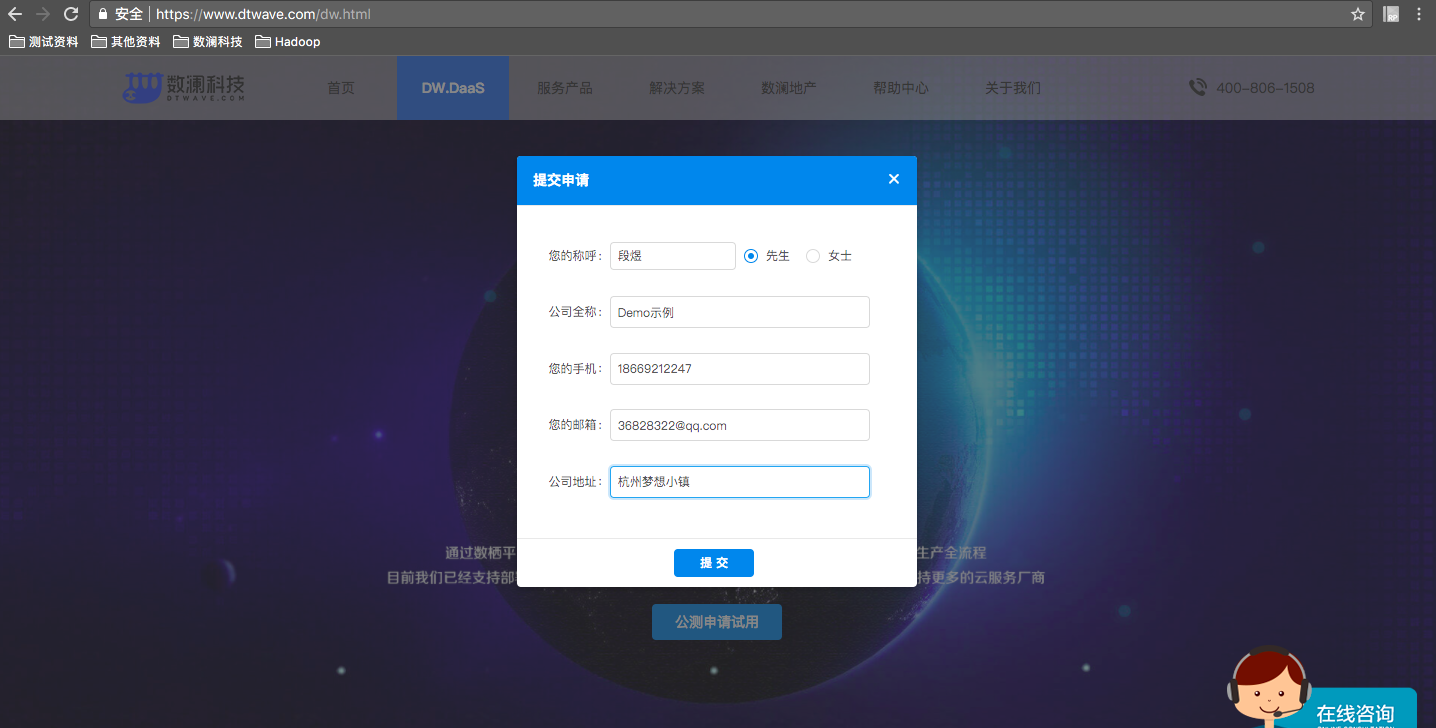 安全 | https://www.dtwave.com/dw.html
测试资料 其他资料 数澜科技 Hadoop
数澜科技 首页 DW.DaaS 服务产品 解决方案 数澜地产 帮助中心 关于我们 400-806-1508
DTWAVE.COM
提交申请
您的称呼: 段煜 先生 女士
公司全称: Demo示例
您的手机: 18669212247
您的邮箱: 36828322@qq.com
公司地址: 杭州梦想小镇
通过数栖平 生产全流程
提 交
目前我们已经支持部 持更多的云服务厂商
公测申请试用
在线咨询